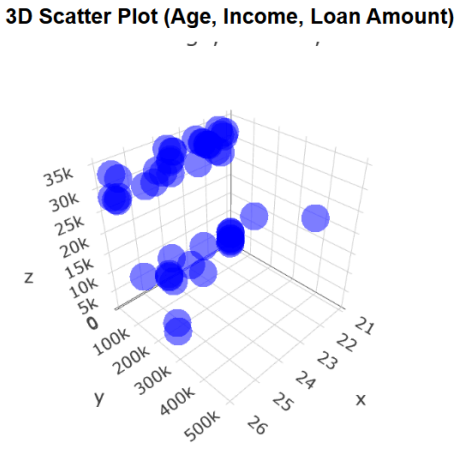 3D Scatter Plot (Age, Income, Loan Amount)
35k
30k
25k
20k
15k
10k
5k
0
z
0
100k
200k
300k
400k
500k
y
21
22
23
24
25
26
x